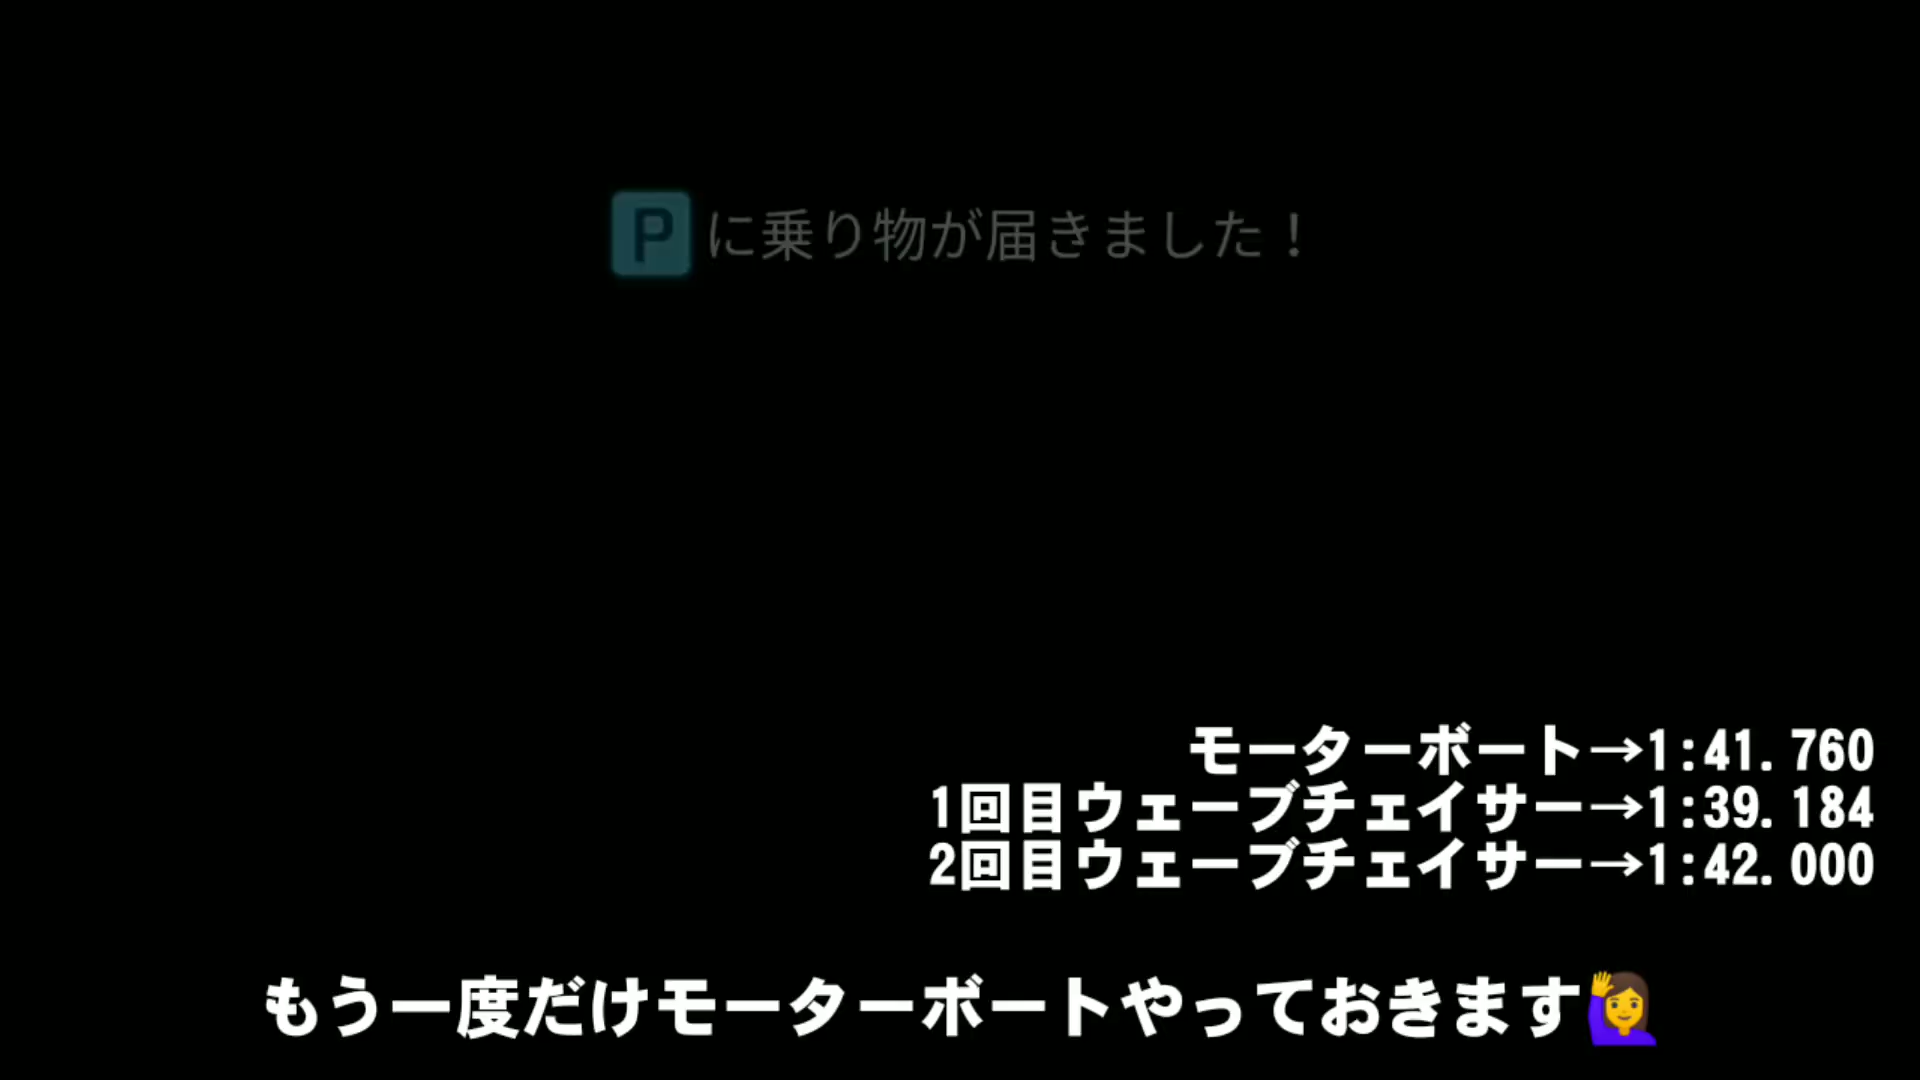 Pに乗り物が届きました！
モーターボート→1:41.760
1回目ウェーブチェイサー→1:39.184
2回目ウェーブチェイサー→1:42.000
もう一度だけモーターボートやっておきます🙋‍♀️